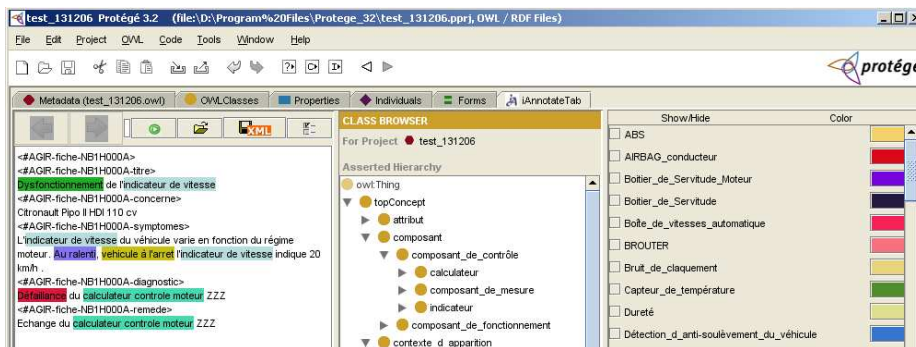 test_131206 Protégé 3.2 (file:\D:\Program%20Files\Protege_32\test_131206.pprj, OWL / RDF Files)
File Edit Project OWL Code Tools Window Help
protégé
Metadata (test_131206.owl) OWLClasses Properties Individuals Forms iAnnotateTab
XML
<#AGIR-fiche-NB1H000A>
<#AGIR-fiche-NB1H000A-titre>
Dysfonctionnement de l'indicateur de vitesse
<#AGIR-fiche-NB1H000A-concerne>
Citronault Pipo II HDI 110 cv
<#AGIR-fiche-NB1H000A-symptomes>
L'indicateur de vitesse du véhicule varie en fonction du régime
moteur. Au ralenti, vehicule à l'arret l'indicateur de vitesse indique 20
km/h .
<#AGIR-fiche-NB1H000A-diagnostic>
Défaillance du calculateur controle moteur ZZZ
<#AGIR-fiche-NB1H000A-remede>
Echange du calculateur controle moteur ZZZ
CLASS BROWSER
For Project test_131206
Asserted Hierarchy
owl:Thing
topConcept
attribut
composant
composant_de_contrôle
calculateur
composant_de_mesure
indicateur
composant_de_fonctionnement
contexte_d_apparition
Show/Hide Color
ABS
AIRBAG_conducteur
Boitier_de_Servitude_Moteur
Boitier_de_Servitude
Boîte_de_vitesses_automatique
BROUTER
Bruit_de_claquement
Capteur_de_température
Dureté
Détection_d_anti-soulèvement_du_véhicule